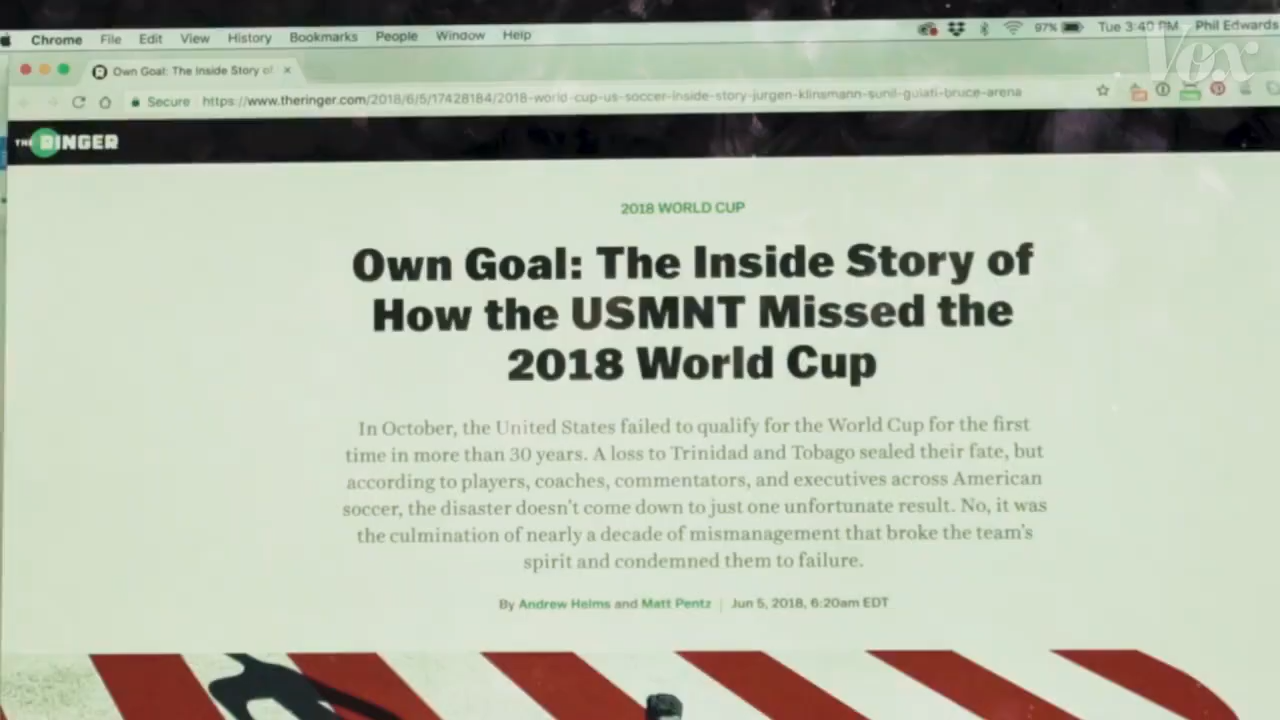 Chrome File Edit View History Bookmarks People Window Help 97% Tue 3:40 PM Phil Edwards
Vox
Own Goal: The Inside Story of
Secure https://www.theringer.com/2018/6/5/17428184/2018-world-cup-us-soccer-inside-story-jurgen-klinsmann-sunil-gulati-bruce-arena
THE RINGER
2018 WORLD CUP
Own Goal: The Inside Story of
How the USMNT Missed the
2018 World Cup
In October, the United States failed to qualify for the World Cup for the first
time in more than 30 years. A loss to Trinidad and Tobago sealed their fate, but
according to players, coaches, commentators, and executives across American
soccer, the disaster doesn't come down to just one unfortunate result. No, it was
the culmination of nearly a decade of mismanagement that broke the team's
spirit and condemned them to failure.
By Andrew Helms and Matt Pentz | Jun 5, 2018, 6:20am EDT